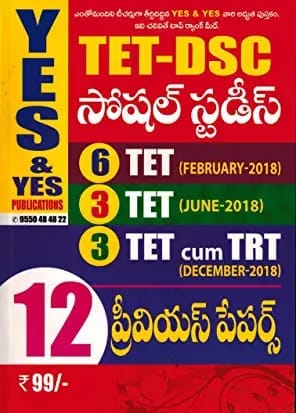 ఎంతోమందిని టీచర్లుగా తీర్చిదిద్దిన YES & YES వారి అద్భుత పుస్తకం.
ఇది చదివితే టాప్ ర్యాంక్ మీదే.
YES
&
YES
PUBLICATIONS
✆ 9550 48 48 22
TET-DSC
సోషల్ స్టడీస్
6 TET (FEBRUARY-2018)
3 TET (JUNE-2018)
3 TET cum TRT
(DECEMBER-2018)
12 ప్రీవియస్ పేపర్స్
₹ 99/-